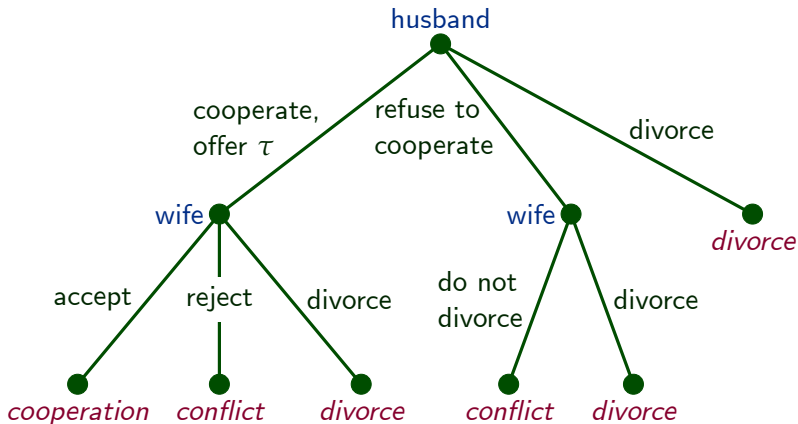 husband
cooperate,
offer τ
refuse to
cooperate
divorce
wife
wife
divorce
accept
reject
divorce
do not
divorce
divorce
cooperation
conflict
divorce
conflict
divorce